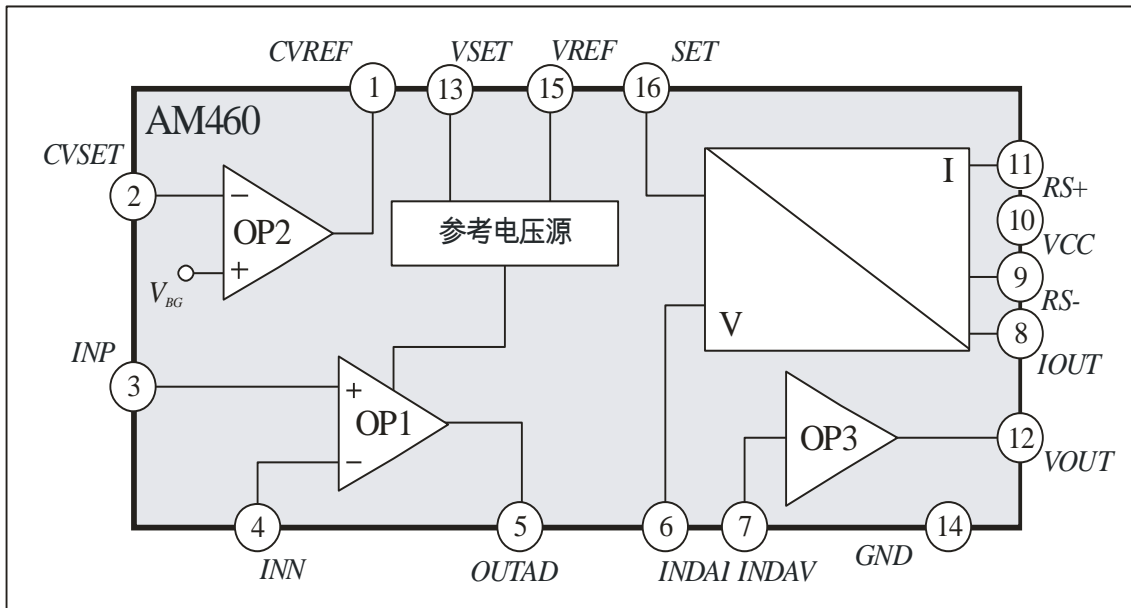 CVREF VSET VREF SET
1 13 15 16
AM460
CVSET
2
−
OP2
+
V_BG
参考电压源
I
V
11
RS+
10
VCC
9
RS-
8
IOUT
INP
3
+
OP1
−
OP3
12
VOUT
4 5 6 7 14
INN OUTAD INDAI INDAV GND